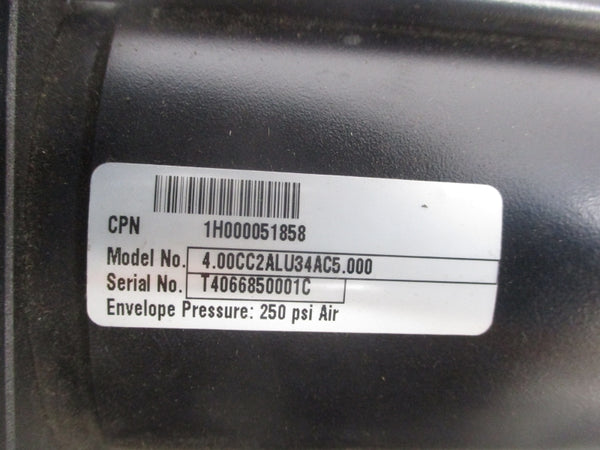 CPN 1H000051858
Model No. 4.00CC2ALU34AC5.000
Serial No. T4066850001C
Envelope Pressure: 250 psi Air